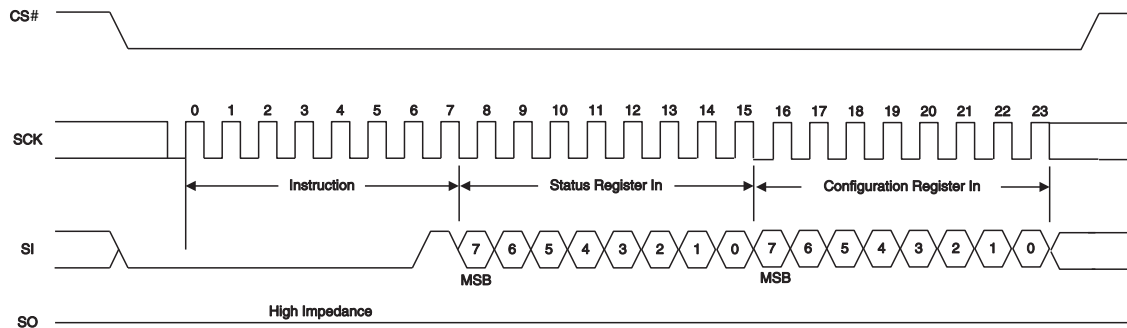 CS#
0 1 2 3 4 5 6 7 8 9 10 11 12 13 14 15 16 17 18 19 20 21 22 23
SCK
Instruction Status Register In Configuration Register In
SI 7 6 5 4 3 2 1 0 7 6 5 4 3 2 1 0
MSB MSB
High Impedance
SO